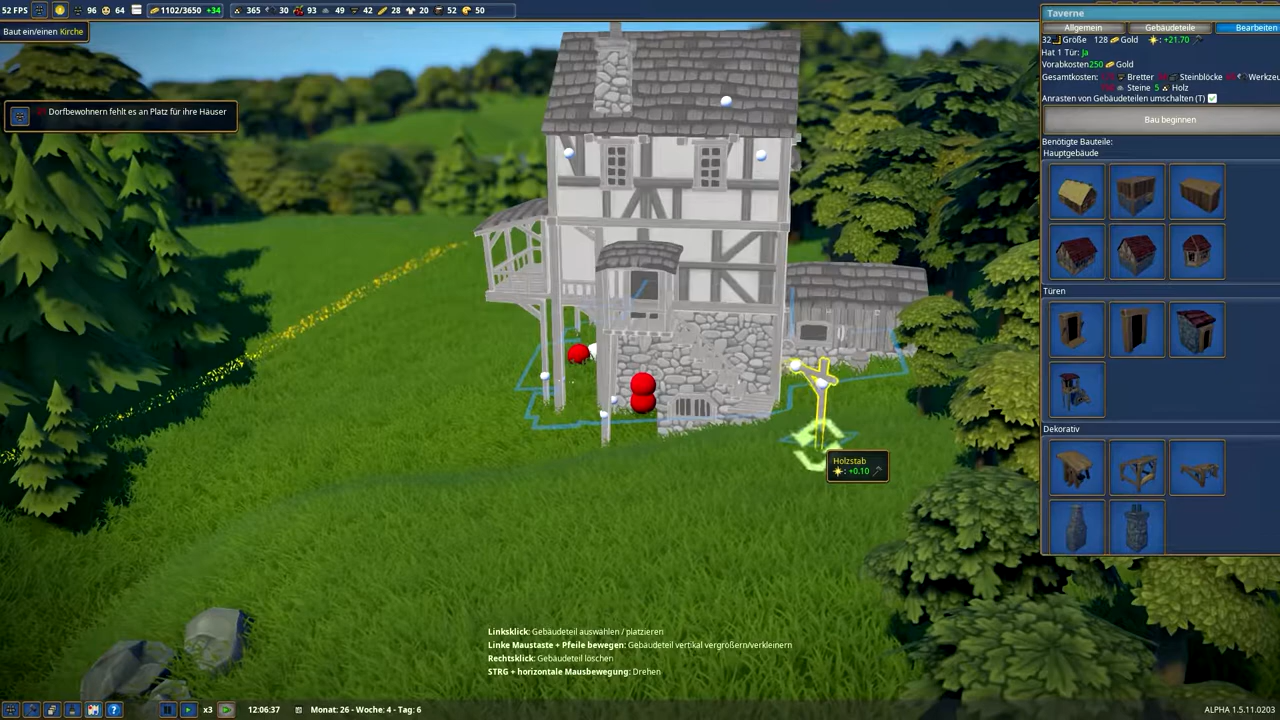 52 FPS 96 64 1102/3650 +34 365 30 93 49 42 28 20 52 50
Baut ein/einen Kirche
Dorfbewohnern fehlt es an Platz für ihre Häuser
Taverne
Allgemein Gebäudeteile Bearbeiten
32 Größe 128 Gold : +21.70
Hat 1 Tür: Ja
Vorabkosten250 Gold
Gesamtkosten: Bretter Steinblöcke Werkzeu
Steine 5 Holz
Anrasten von Gebäudeteilen umschalten (T)
Bau beginnen
Benötigte Bauteile:
Hauptgebäude
Türen
Dekorativ
Holzstab
: +0.10
Linksklick: Gebäudeteil auswählen / platzieren
Linke Maustaste + Pfeile bewegen: Gebäudeteil vertikal vergrößern/verkleinern
Rechtsklick: Gebäudeteil löschen
STRG + horizontale Mausbewegung: Drehen
x3 12:06:37 Monat: 26 - Woche: 4 - Tag: 6
ALPHA 1.5.11.0203